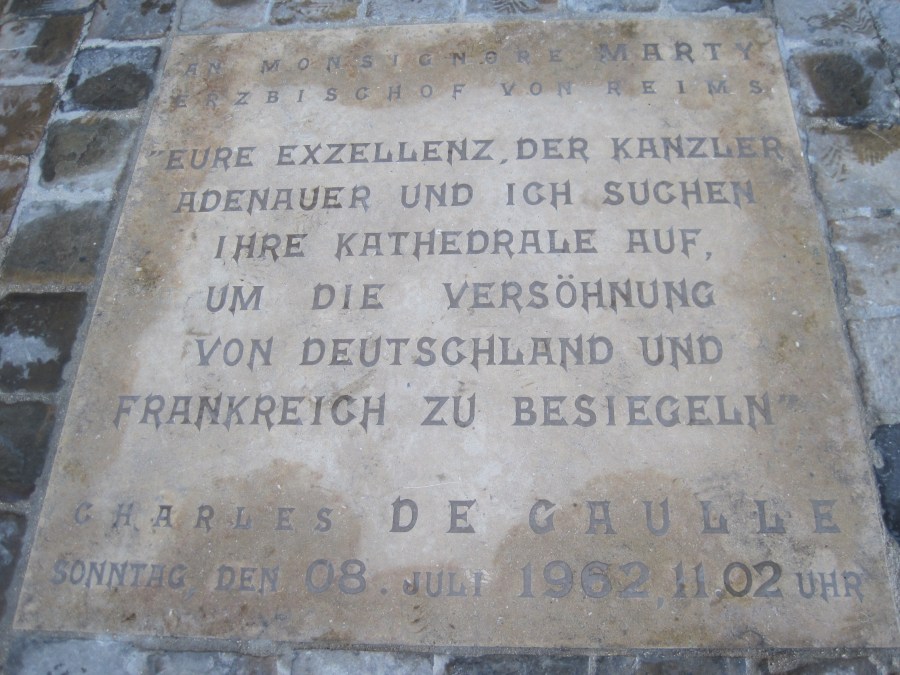 AN MONSIGNORE MARTY
ERZBISCHOF VON REIMS
"EURE EXZELLENZ, DER KANZLER
ADENAUER UND ICH SUCHEN
IHRE KATHEDRALE AUF,
UM DIE VERSÖHNUNG
VON DEUTSCHLAND UND
FRANKREICH ZU BESIEGELN"
CHARLES DE GAULLE
SONNTAG, DEN 08. JULI 1962, 11.02 UHR